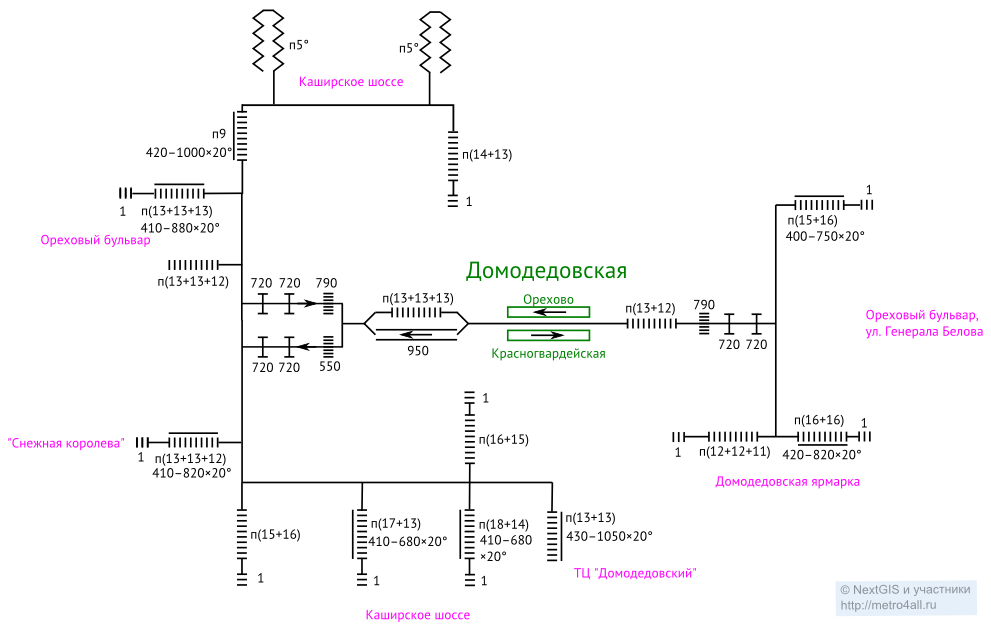 п5°
п5°
Каширское шоссе
п9
420–1000×20°
п(14+13)
1
1
п(13+13+13)
410–880×20°
Ореховый бульвар
1
п(15+16)
400–750×20°
п(13+13+12)
Домодедовская
720 720 790
п(13+13+13)
Орехово
п(13+12)
790
Ореховый бульвар,
ул. Генерала Белова
720 720
950
Красногвардейская
720 720 550
1
"Снежная королева"
1
п(13+13+12)
410–820×20°
п(16+15)
п(16+16)
1
1
п(12+12+11)
420–820×20°
Домодедовская ярмарка
п(15+16)
п(17+13)
410–680×20°
п(18+14)
410–680
×20°
п(13+13)
430–1050×20°
1
1
1
ТЦ "Домодедовский"
Каширское шоссе
© NextGIS и участники
http://metro4all.ru